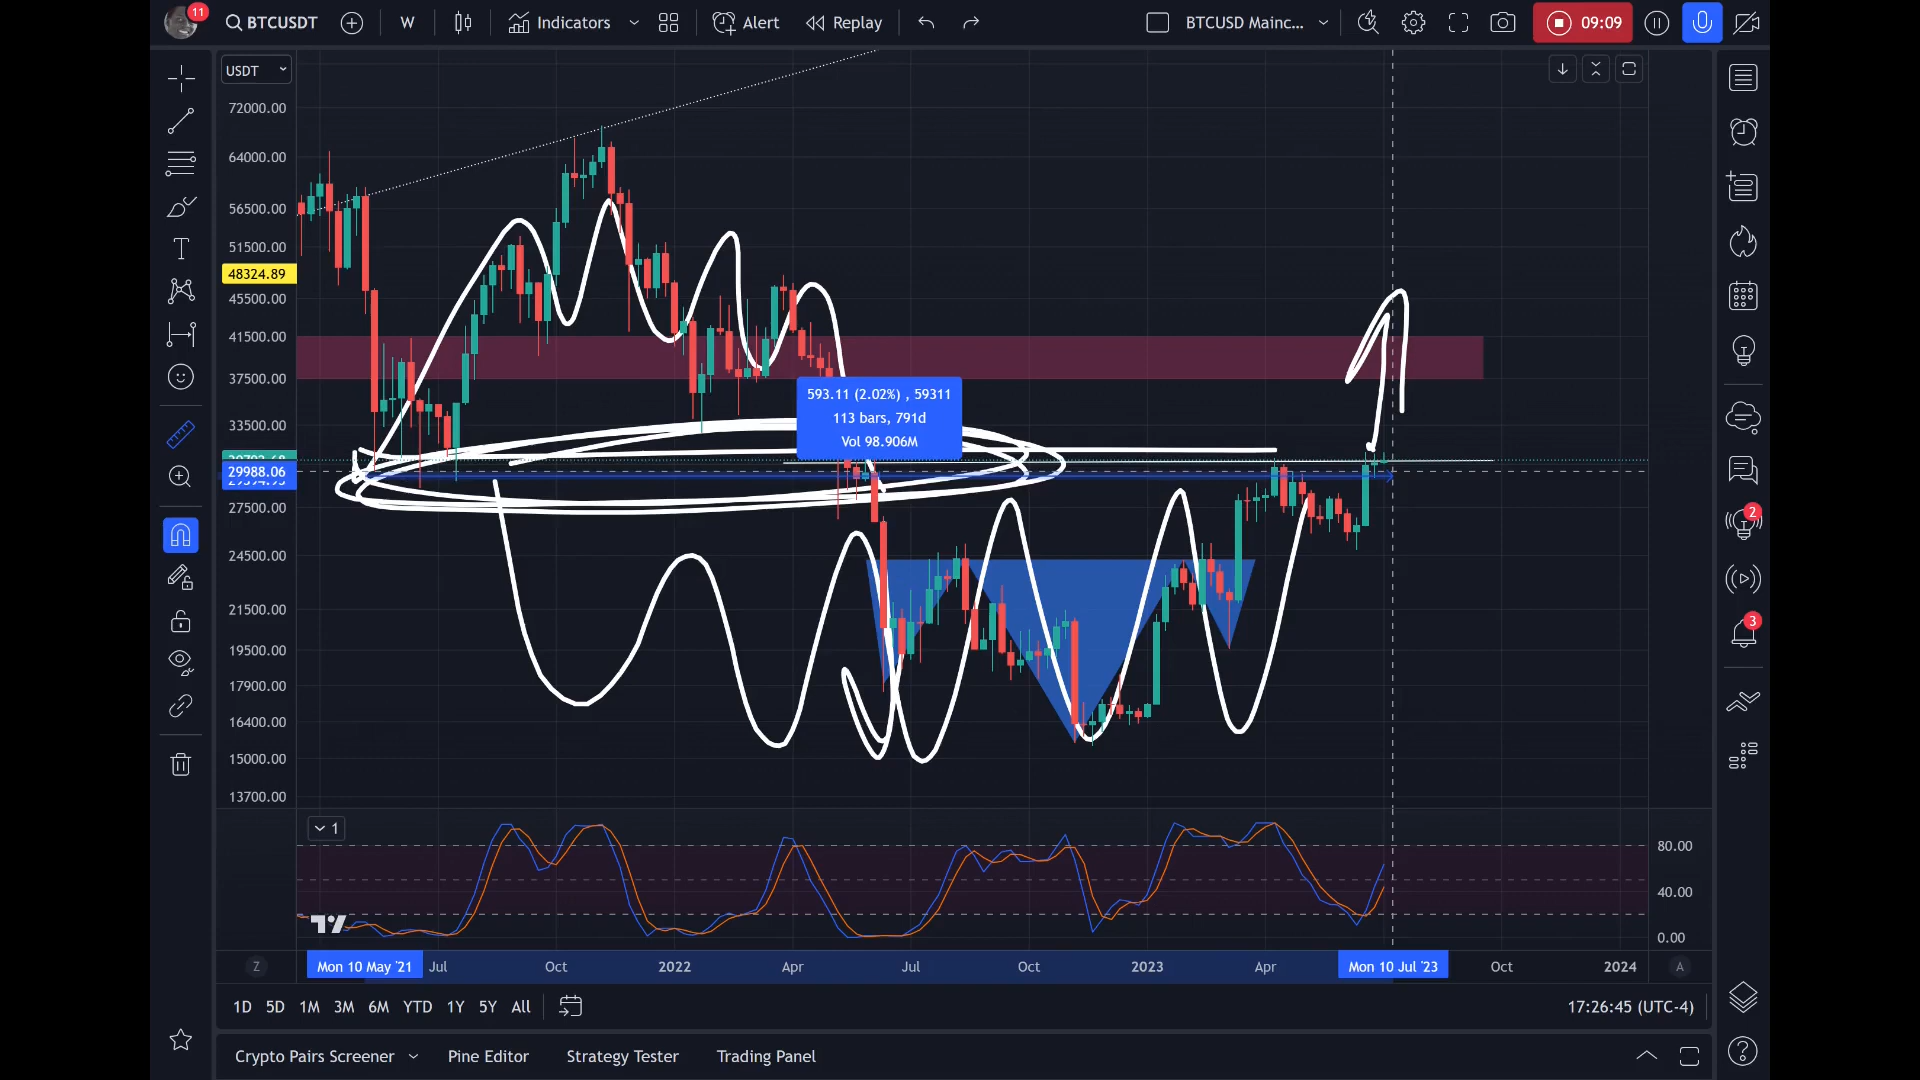 11
BTCUSDT
W
Indicators
Alert
Replay
BTCUSD Mainc...
09:09
USDT
72000.00
64000.00
56500.00
51500.00
48324.89
45500.00
41500.00
37500.00
33500.00
29988.06
27500.00
24500.00
21500.00
19500.00
17900.00
16400.00
15000.00
13700.00
593.11 (2.02%) , 59311
113 bars, 791d
Vol 98.906M
1
80.00
40.00
0.00
Z
Mon 10 May '21
Jul
Oct
2022
Apr
Jul
Oct
2023
Apr
Mon 10 Jul '23
Oct
2024
A
1D 5D 1M 3M 6M YTD 1Y 5Y All
17:26:45 (UTC-4)
Crypto Pairs Screener
Pine Editor
Strategy Tester
Trading Panel
2
3